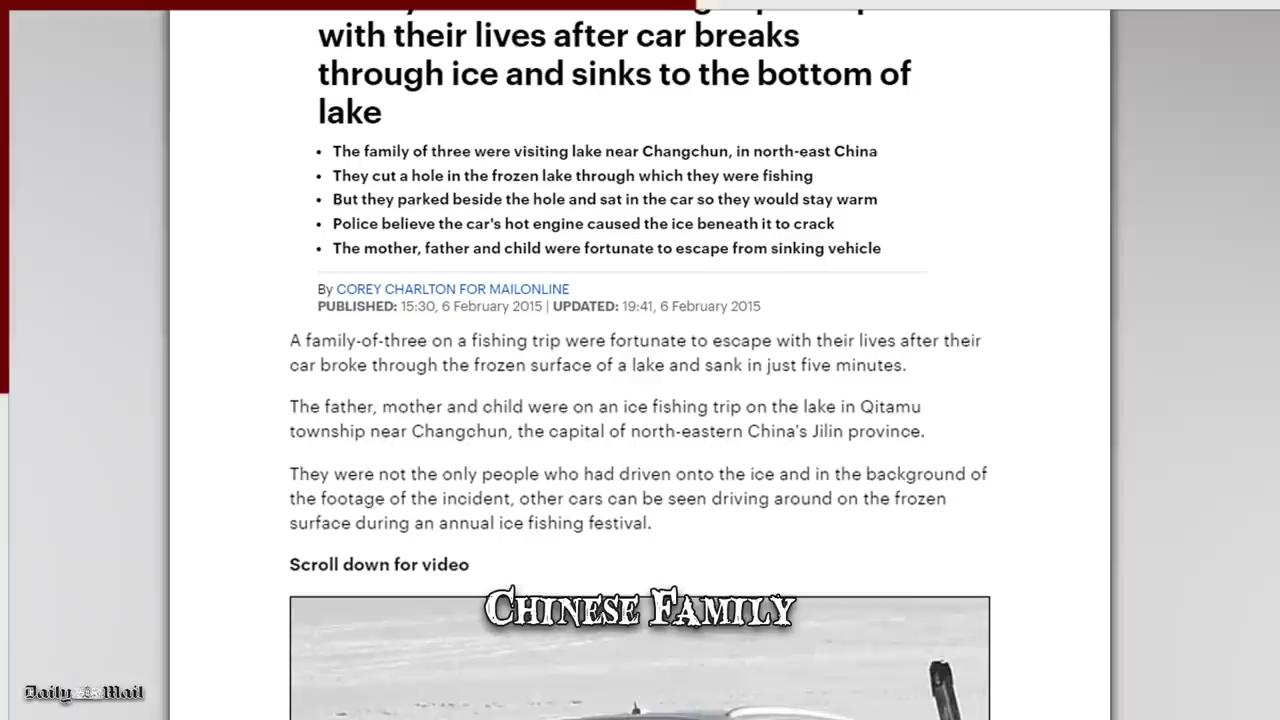 with their lives after car breaks
through ice and sinks to the bottom of
lake
• The family of three were visiting lake near Changchun, in north-east China
• They cut a hole in the frozen lake through which they were fishing
• But they parked beside the hole and sat in the car so they would stay warm
• Police believe the car's hot engine caused the ice beneath it to crack
• The mother, father and child were fortunate to escape from sinking vehicle
By COREY CHARLTON FOR MAILONLINE
PUBLISHED: 15:30, 6 February 2015 | UPDATED: 19:41, 6 February 2015
A family-of-three on a fishing trip were fortunate to escape with their lives after their
car broke through the frozen surface of a lake and sank in just five minutes.
The father, mother and child were on an ice fishing trip on the lake in Qitamu
township near Changchun, the capital of north-eastern China's Jilin province.
They were not the only people who had driven onto the ice and in the background of
the footage of the incident, other cars can be seen driving around on the frozen
surface during an annual ice fishing festival.
Scroll down for video
CHINESE FAMILY
Daily Mail